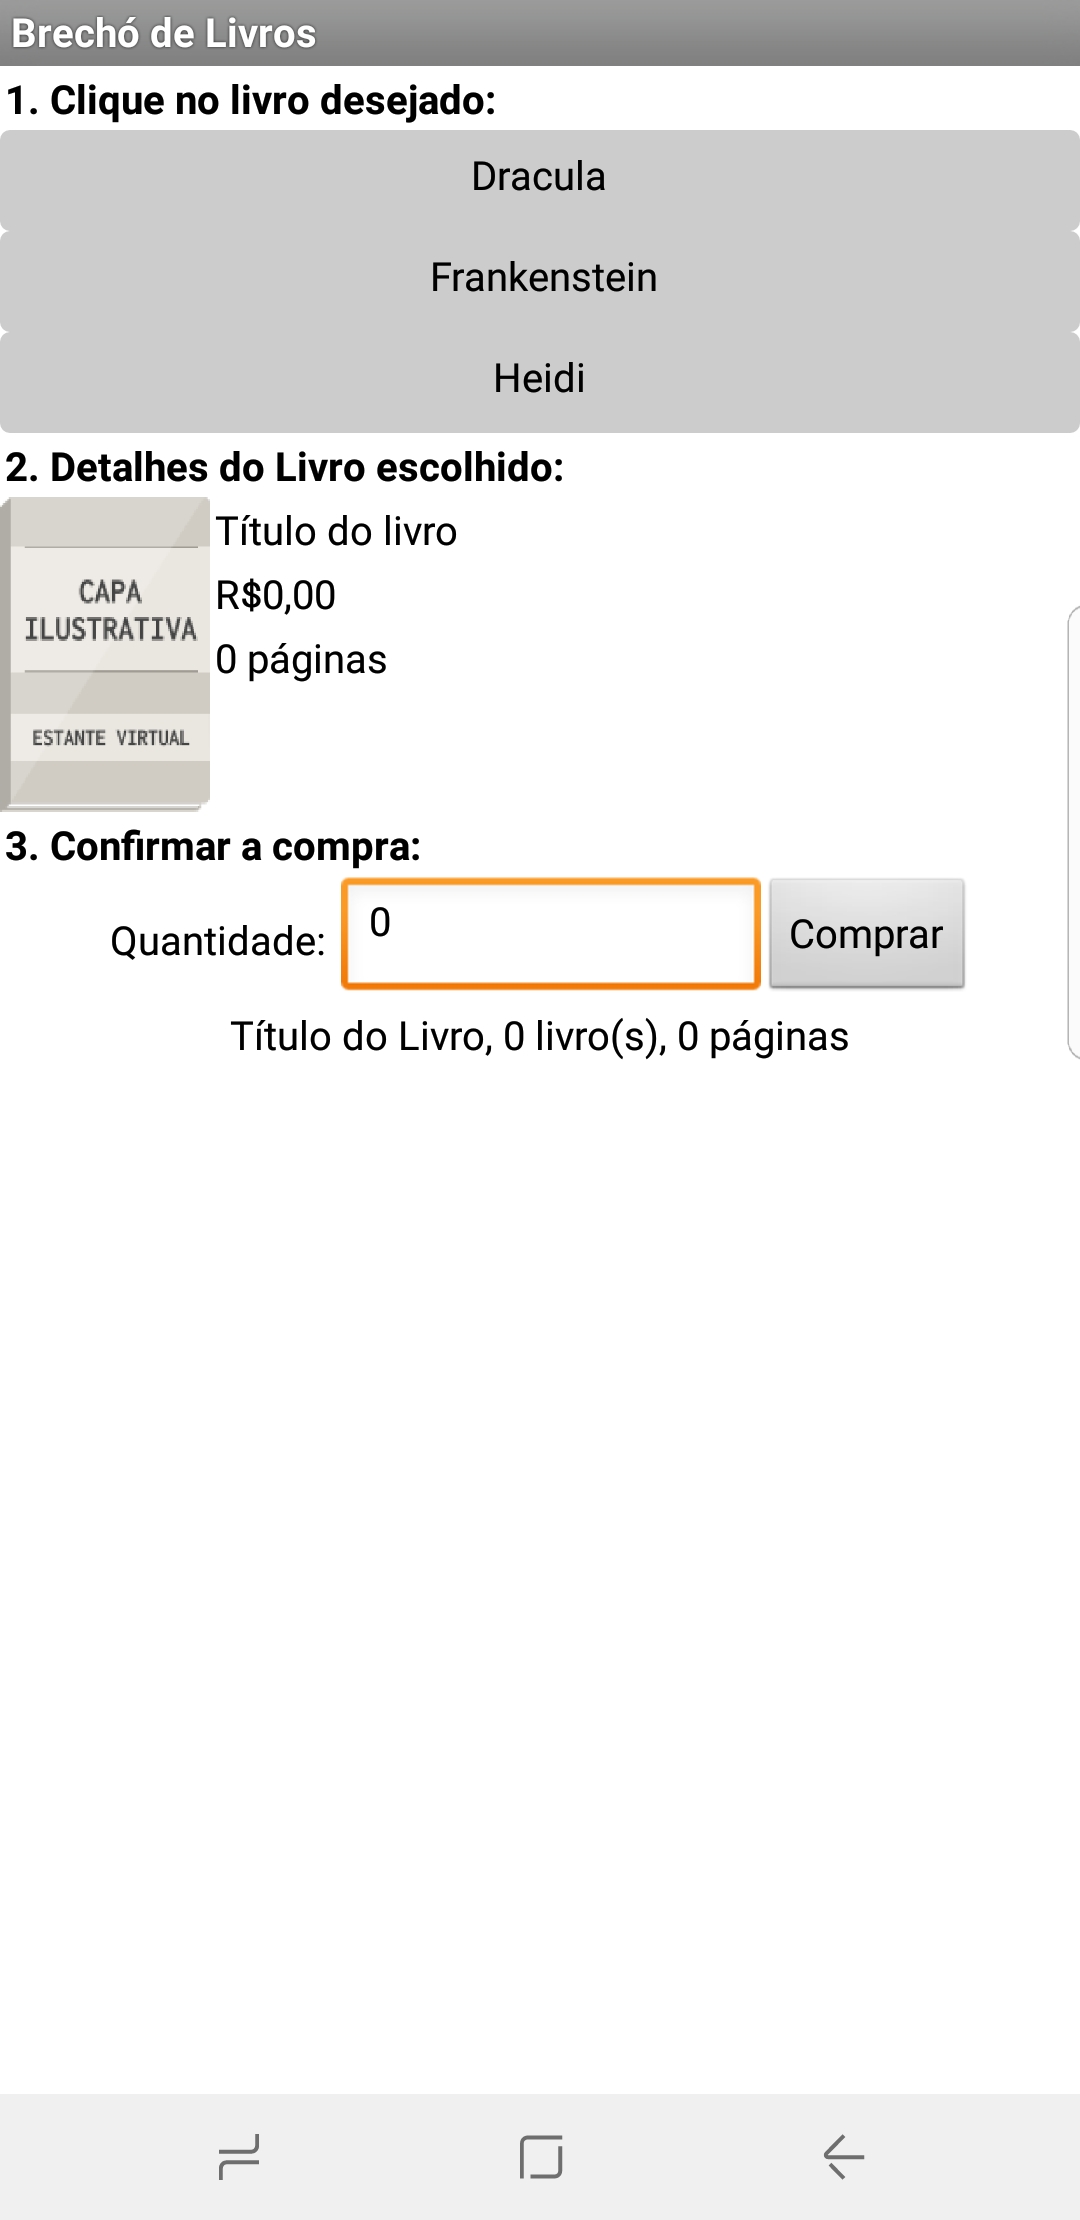 Brechó de Livros
1. Clique no livro desejado:
Dracula
Frankenstein
Heidi
2. Detalhes do Livro escolhido:
CAPA
ILUSTRATIVA
ESTANTE VIRTUAL
Título do livro
R$0,00
0 páginas
3. Confirmar a compra:
Quantidade: 0 Comprar
Título do Livro, 0 livro(s), 0 páginas